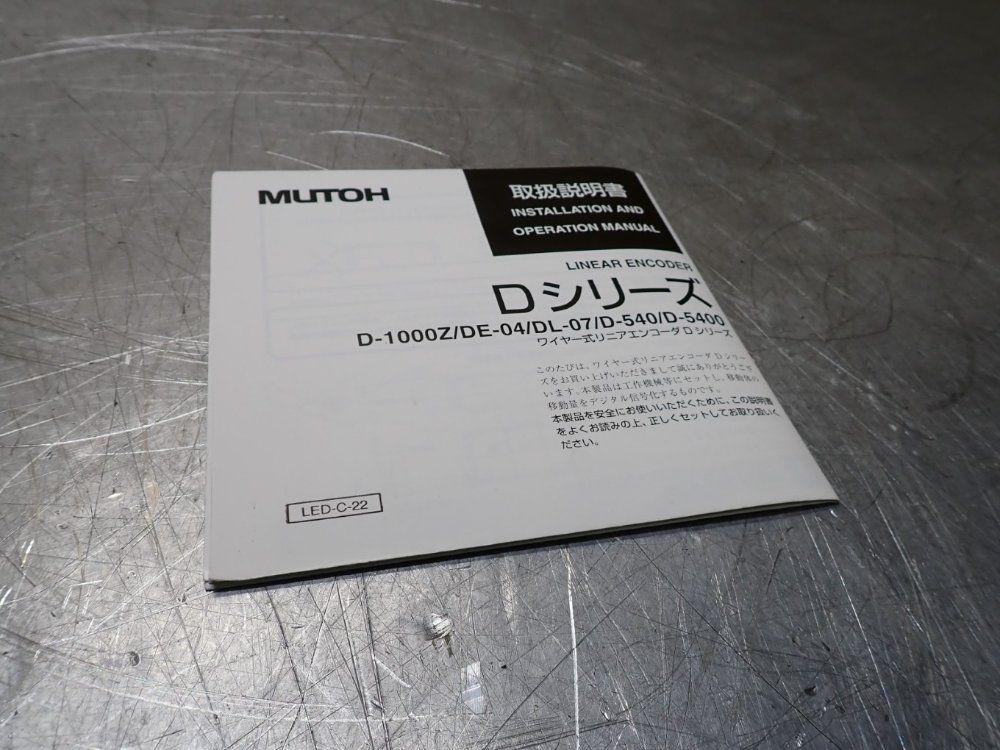 MUTOH
取扱説明書
INSTALLATION AND
OPERATION MANUAL
LINEAR ENCODER
Dシリーズ
D-1000Z/DE-04/DL-07/D-540/D-5400
ワイヤー式リニアエンコーダDシリーズ
このたびは、ワイヤー式リニアエンコーダDシリー
ズをお買い上げいただきまして誠にありがとうござ
います。本製品は工作機械等にセットし、移動体の
移動量をデジタル信号化するものです。
本製品を安全にお使いいただくために、この説明書
をよくお読みの上、正しくセットしてお取り扱いく
ださい。
LED-C-22